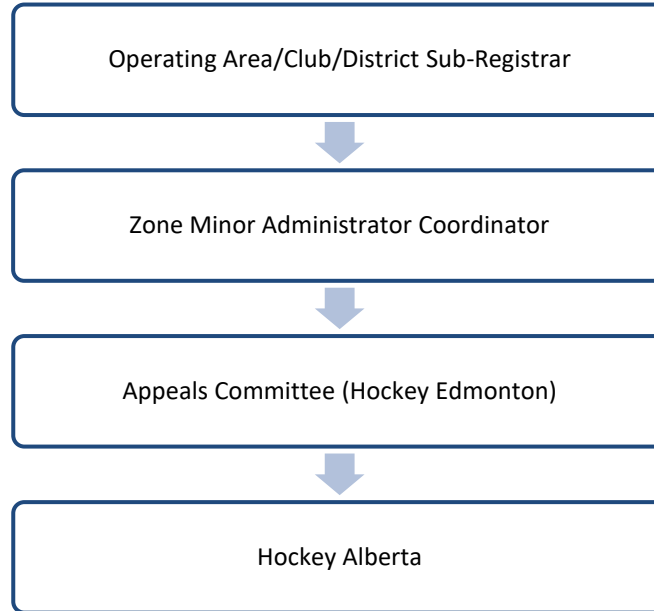 Operating Area/Club/District Sub-Registrar
Zone Minor Administrator Coordinator
Appeals Committee (Hockey Edmonton)
Hockey Alberta